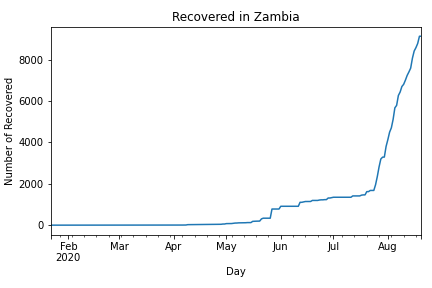 Recovered in Zambia
Number of Recovered
8000
6000
4000
2000
0
Feb Mar Apr May Jun Jul Aug
2020
Day